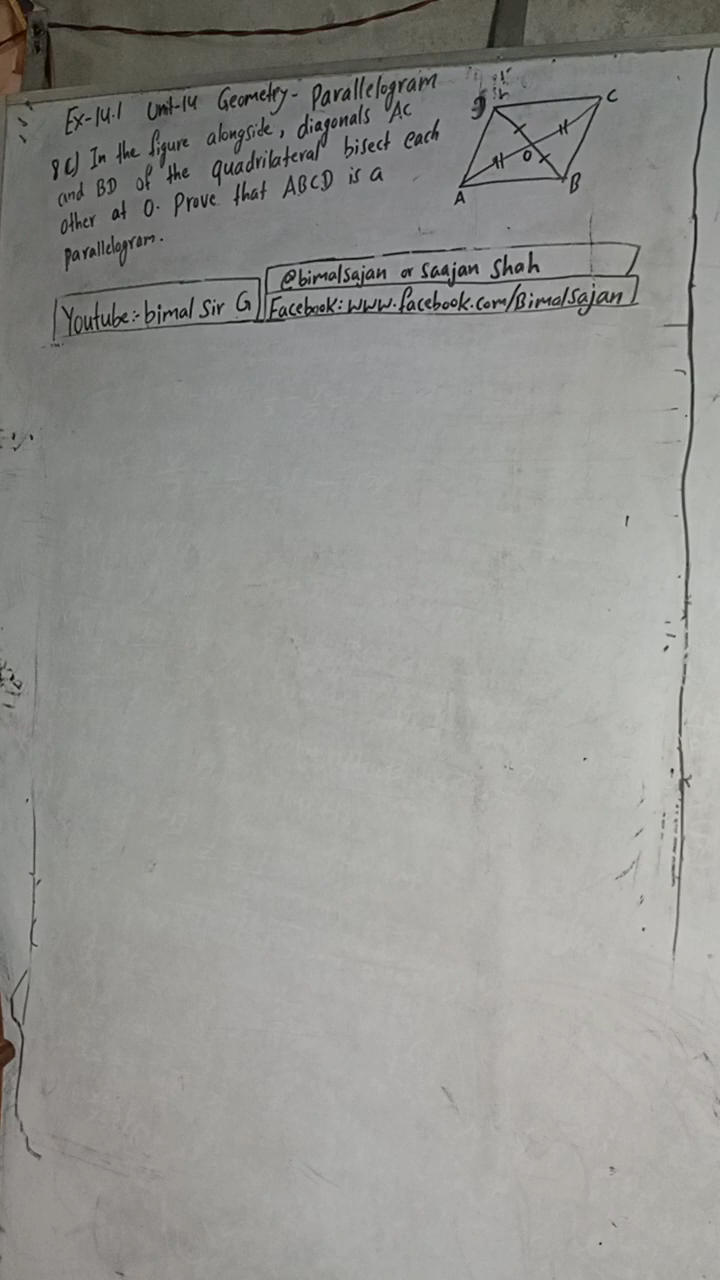 Ex-14.1 Unit-14 Geometry- Parallelogram
8 c) In the figure alongside, diagonals AC
and BD of the quadrilateral bisect each
other at O. Prove that ABCD is a
parallelogram.
C
O
A
B
@bimalsajan or Saajan Shah
Youtube:- bimal Sir G
Facebook: www.facebook.com/Bimalsajan